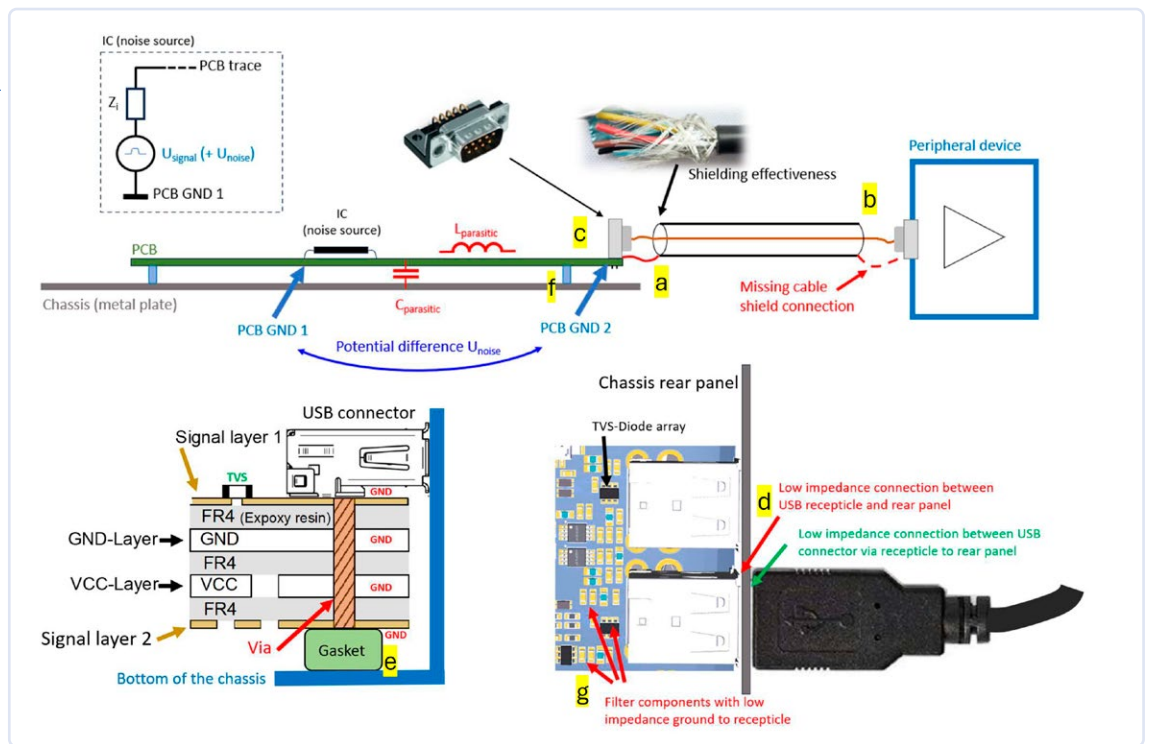 IC (noise source)
PCB trace
Zi
Usignal (+ Unoise)
PCB GND 1
Shielding effectiveness
Peripheral device
b
IC
(noise source)
Lparasitic
c
PCB
f
a
Chassis (metal plate)
Cparasitic
Missing cable
shield connection
PCB GND 1
PCB GND 2
Potential difference Unoise
USB connector
Signal layer 1
TVS
GND
FR4 (Expoxy resin)
GND-Layer
GND
GND
FR4
VCC-Layer
VCC
GND
FR4
Signal layer 2
GND
Via
Gasket
e
Bottom of the chassis
Chassis rear panel
TVS-Diode array
d
Low impedance connection between
USB recepticle and rear panel
Low impedance connection between USB
connector via recepticle to rear panel
g
Filter components with low
impedance ground to recepticle